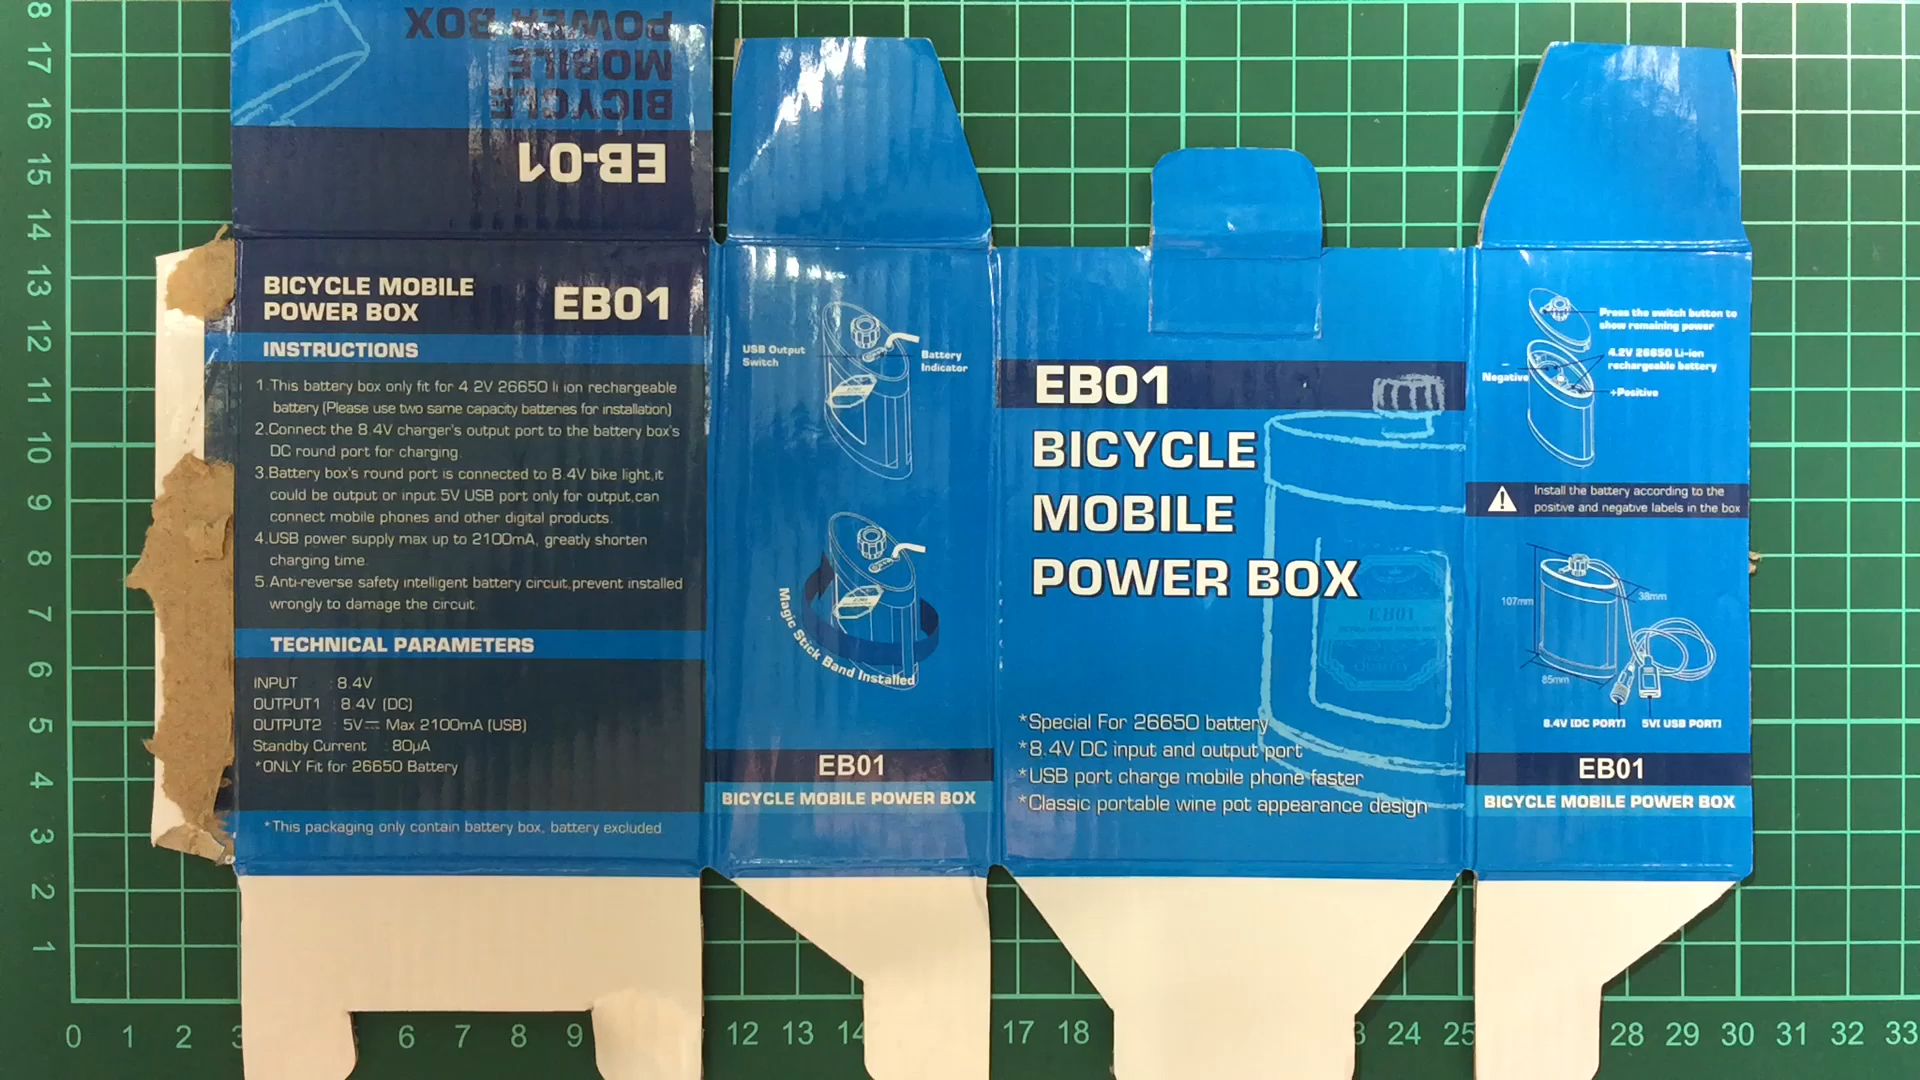 BICYCLE
MOBILE
POWER BOX
EB-01
BICYCLE MOBILE
POWER BOX
EB01
INSTRUCTIONS
1.This battery box only fit for 4 2V 26650 li ion rechargeable
battery (Please use two same capacity batteries for installation)
2.Connect the 8.4V charger's output port to the battery box's
DC round port for charging.
3.Battery box's round port is connected to 8.4V bike light,it
could be output or input 5V USB port only for output,can
connect mobile phones and other digital products.
4.USB power supply max up to 2100mA, greatly shorten
charging time.
5.Anti-reverse safety intelligent battery circuit,prevent installed
wrongly to damage the circuit.
TECHNICAL PARAMETERS
INPUT : 8.4V
OUTPUT1 : 8.4V (DC)
OUTPUT2 : 5V⎓ Max 2100mA (USB)
Standby Current : 80μA
*ONLY Fit for 26650 Battery
*This packaging only contain battery box, battery excluded
USB Output
Switch
Battery
Indicator
Magic Stick Band Installed
EB01
BICYCLE MOBILE POWER BOX
EB01
BICYCLE
MOBILE
POWER BOX
*Special For 26650 battery
*8.4V DC input and output port
*USB port charge mobile phone faster
*Classic portable wine pot appearance design
Press the switch button to
show remaining power
4.2V 26650 Li-ion
rechargeable battery
Negative
+Positive
Install the battery according to the
positive and negative labels in the box
107mm
38mm
85mm
8.4V (DC PORT)
5V( USB PORT)
EB01
BICYCLE MOBILE POWER BOX
8
17
16
15
14
13
12
11
10
9
8
7
6
5
4
3
2
1
0 1 2 3 6 7 8 9 12 13 14 17 18 3 24 25 28 29 30 31 32 33